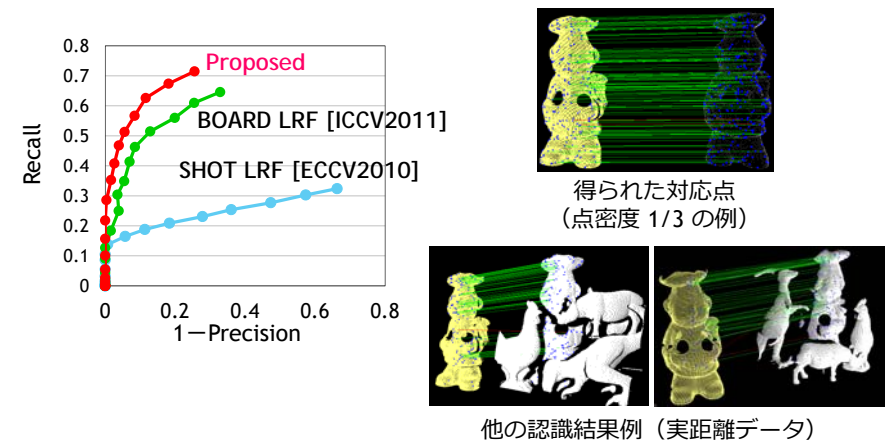 0.8
0.7
0.6
0.5
0.4
0.3
0.2
0.1
0
Recall
Proposed
BOARD LRF [ICCV2011]
SHOT LRF [ECCV2010]
0 0.2 0.4 0.6 0.8
1－Precision
得られた対応点
（点密度 1/3 の例）
他の認識結果例（実距離データ）